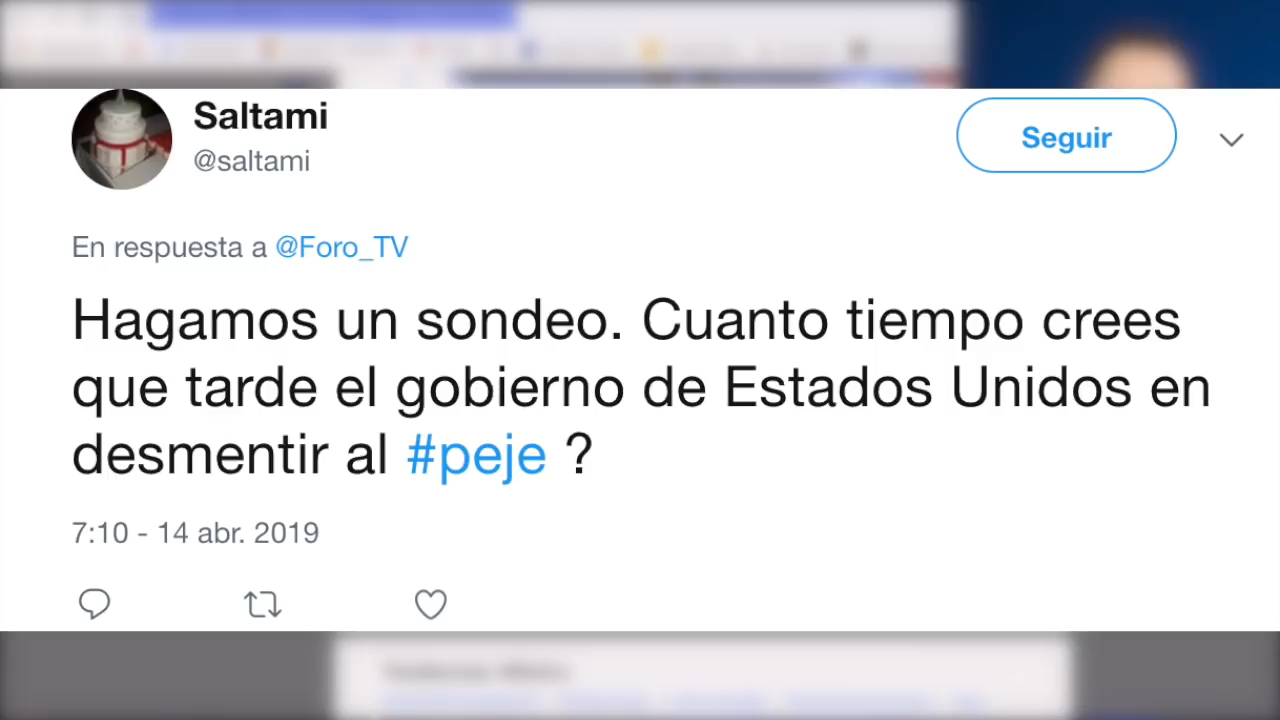 Saltami
@saltami
Seguir
En respuesta a @Foro_TV
Hagamos un sondeo. Cuanto tiempo crees
que tarde el gobierno de Estados Unidos en
desmentir al #peje ?
7:10 - 14 abr. 2019